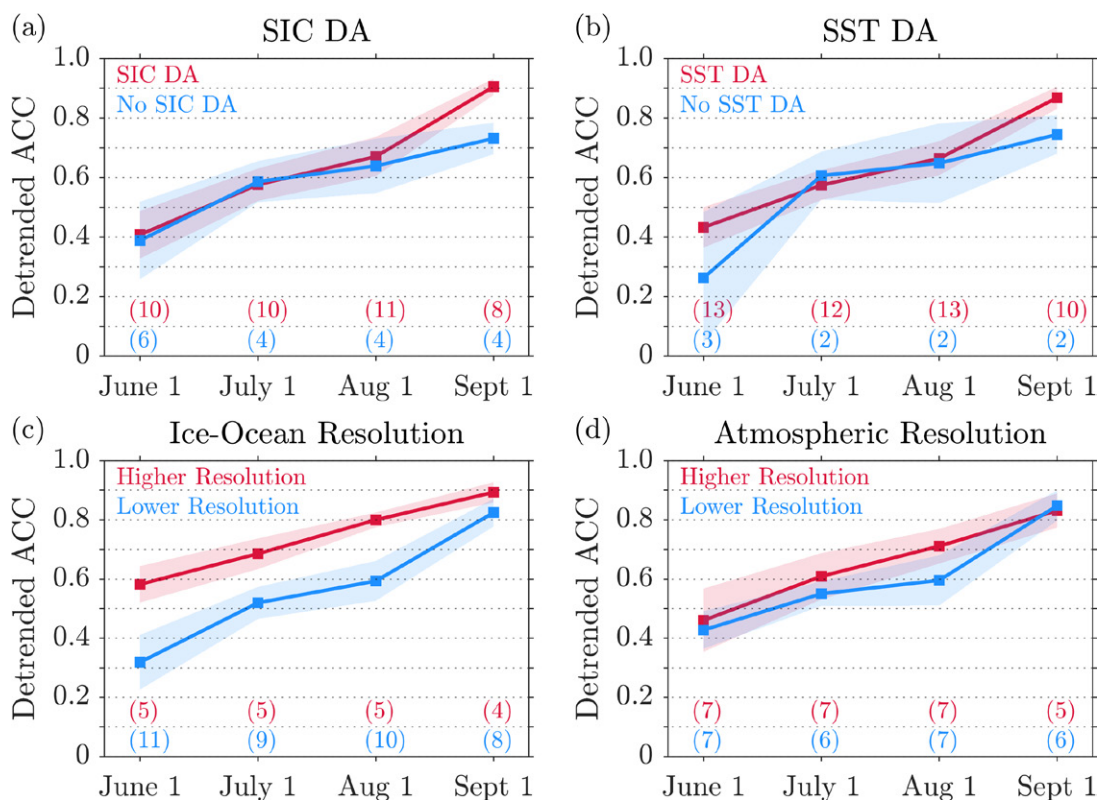 (a) SIC DA
Detrended ACC
1.0
0.8
0.6
0.4
0.2
0
SIC DA
No SIC DA
(10) (10) (11) (8)
(6) (4) (4) (4)
June 1 July 1 Aug 1 Sept 1
(b) SST DA
Detrended ACC
1.0
0.8
0.6
0.4
0.2
0
SST DA
No SST DA
(13) (12) (13) (10)
(3) (2) (2) (2)
June 1 July 1 Aug 1 Sept 1
(c) Ice-Ocean Resolution
Detrended ACC
1.0
0.8
0.6
0.4
0.2
0
Higher Resolution
Lower Resolution
(5) (5) (5) (4)
(11) (9) (10) (8)
June 1 July 1 Aug 1 Sept 1
(d) Atmospheric Resolution
Detrended ACC
1.0
0.8
0.6
0.4
0.2
0
Higher Resolution
Lower Resolution
(7) (7) (7) (5)
(7) (6) (7) (6)
June 1 July 1 Aug 1 Sept 1